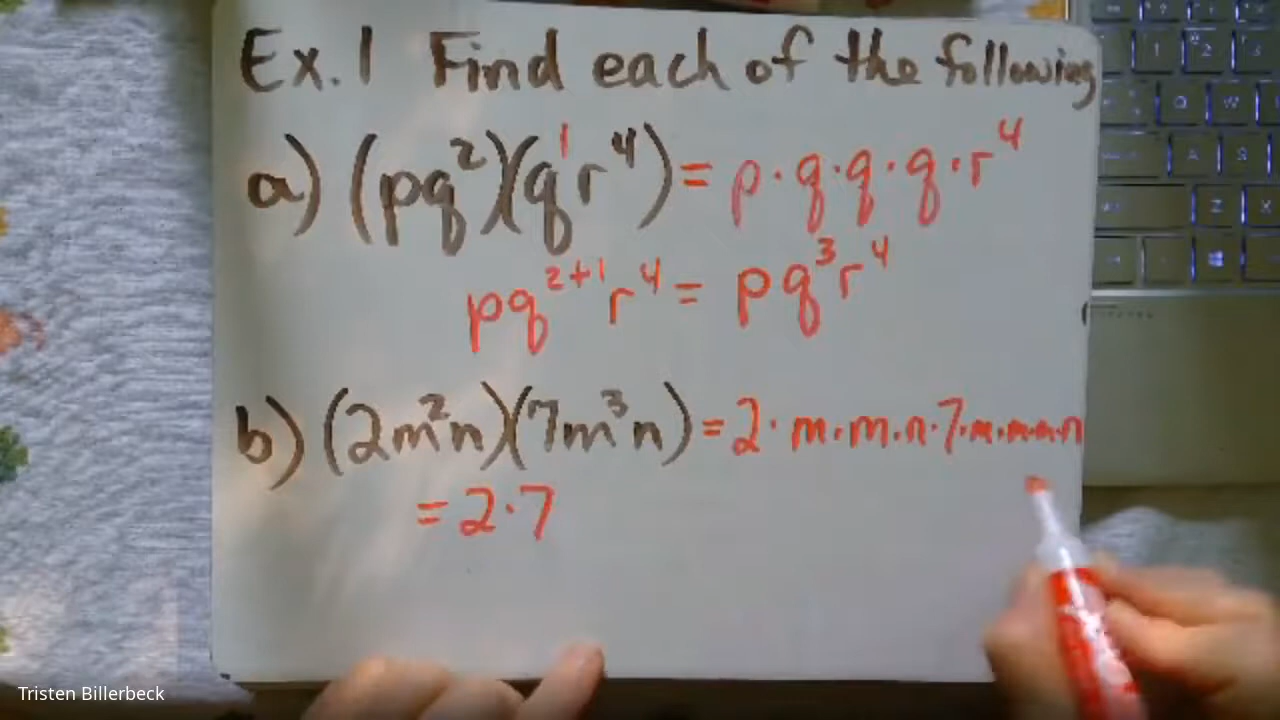 Ex. 1 Find each of the following
a) (pq²)(q¹r⁴) = p·q·q·q·r⁴
pq²⁺¹r⁴ = pq³r⁴
b) (2m²n)(7m³n) = 2·m·m·n·7·m·m·m·n
= 2·7
Tristen Billerbeck